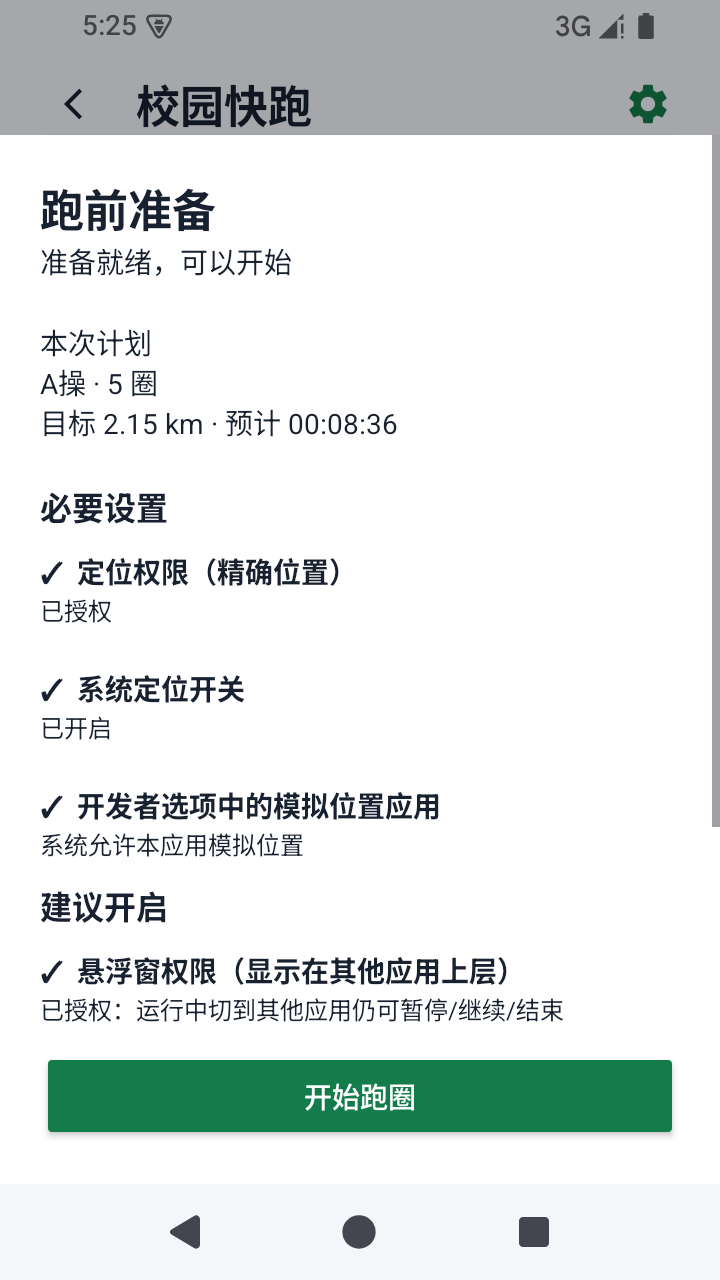 5:25
3G
校园快跑
跑前准备
准备就绪，可以开始
本次计划
A操 · 5 圈
目标 2.15 km · 预计 00:08:36
必要设置
✓ 定位权限（精确位置）
已授权
✓ 系统定位开关
已开启
✓ 开发者选项中的模拟位置应用
系统允许本应用模拟位置
建议开启
✓ 悬浮窗权限（显示在其他应用上层）
已授权：运行中切到其他应用仍可暂停/继续/结束
开始跑圈